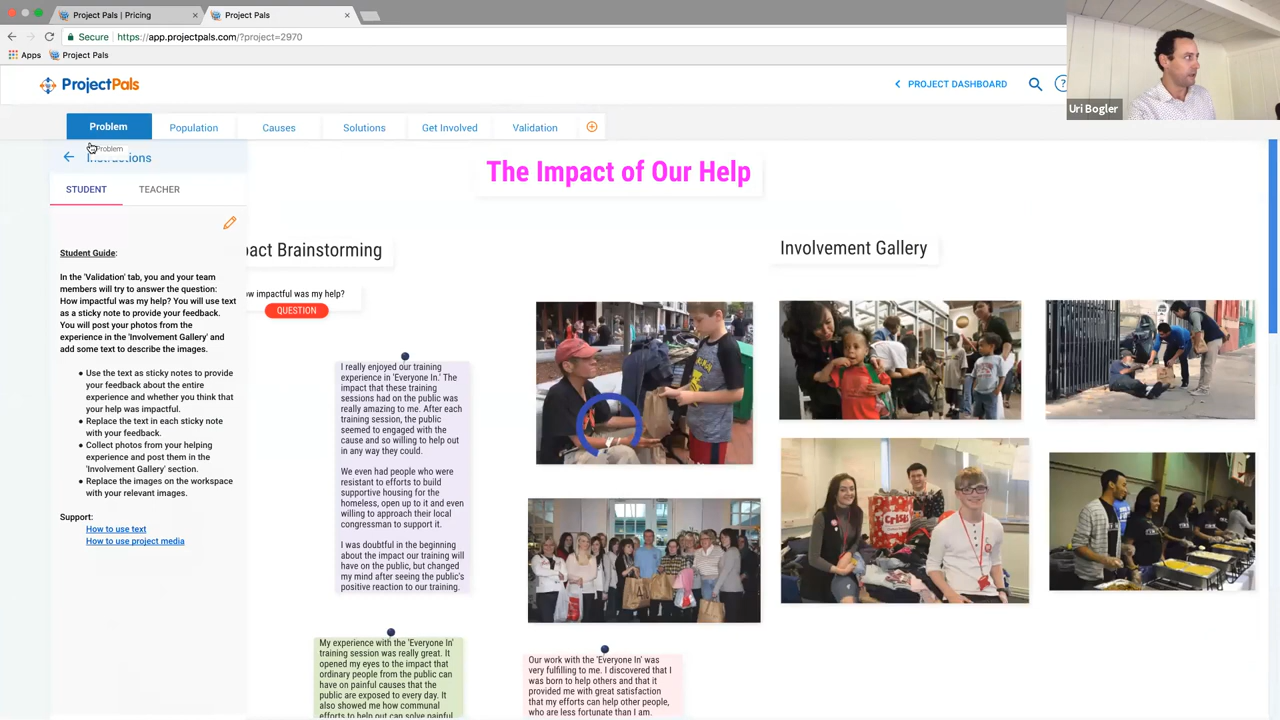 Project Pals | Pricing
Project Pals
Secure
https://app.projectpals.com/?project=2970
Apps
Project Pals
ProjectPals
PROJECT DASHBOARD
?
Uri Bogler
Problem
Population
Causes
Solutions
Get Involved
Validation
Problem
Instructions
STUDENT
TEACHER
Student Guide:
In the 'Validation' tab, you and your team
members will try to answer the question:
How impactful was my help? You will use text
as a sticky note to provide your feedback.
You will post your photos from the
experience in the 'Involvement Gallery' and
add some text to describe the images.
Use the text as sticky notes to provide
your feedback about the entire
experience and whether you think that
your help was impactful.
Replace the text in each sticky note
with your feedback.
Collect photos from your helping
experience and post them in the
'Involvement Gallery' section.
Replace the images on the workspace
with your relevant images.
Support:
How to use text
How to use project media
The Impact of Our Help
pact Brainstorming
ow impactful was my help?
QUESTION
I really enjoyed our training
experience in 'Everyone In.' The
impact that these training
sessions had on the public was
really amazing to me. After each
training session, the public
seemed to engaged with the
cause and so willing to help out
in any way they could.
We even had people who were
resistant to efforts to build
supportive housing for the
homeless, open up to it and even
willing to approach their local
congressman to support it.
I was doubtful in the beginning
about the impact our training will
have on the public, but changed
my mind after seeing the public's
positive reaction to our training.
My experience with the 'Everyone In'
training session was really great. It
opened my eyes to the impact that
ordinary people from the public can
have on painful causes that the
public are exposed to every day. It
also showed me how communal
efforts to help out can solve painful
Our work with the 'Everyone In' was
very fulfilling to me. I discovered that I
was born to help others and that it
provided me with great satisfaction
that my efforts can help other people,
who are less fortunate than I am.
Involvement Gallery
CRISIS